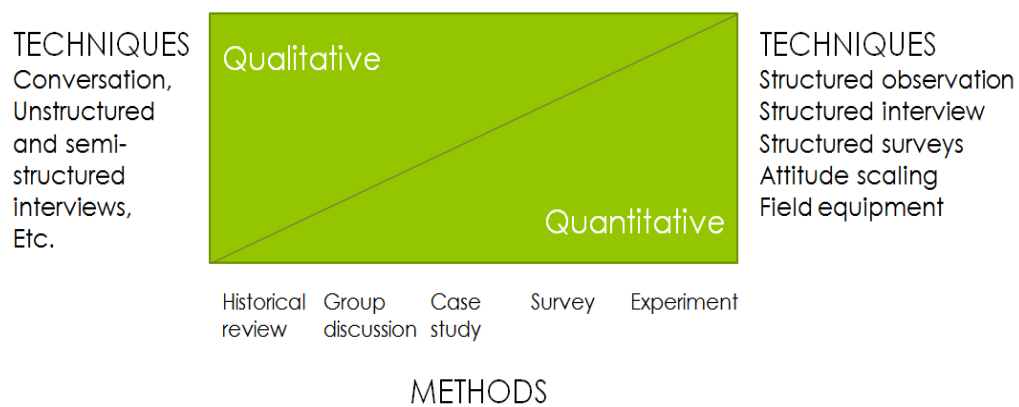 TECHNIQUES
Conversation,
Unstructured
and semi-
structured
interviews,
Etc.
Qualitative
Quantitative
TECHNIQUES
Structured observation
Structured interview
Structured surveys
Attitude scaling
Field equipment
Historical
review
Group
discussion
Case
study
Survey
Experiment
METHODS